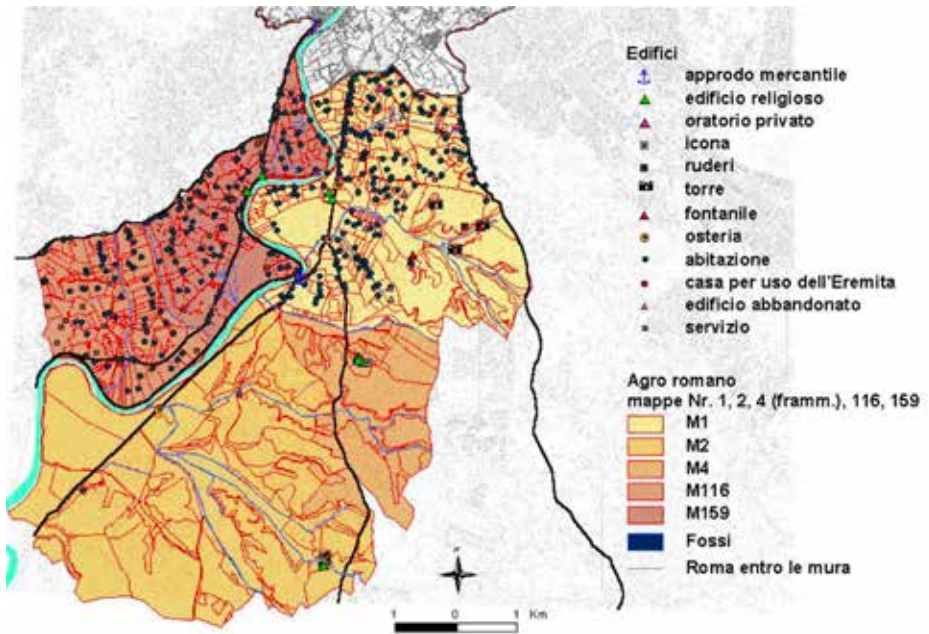 Edifici
approdo mercantile
edificio religioso
oratorio privato
icona
ruderi
torre
fontanile
osteria
abitazione
casa per uso dell'Eremita
edificio abbandonato
servizio
Agro romano
mappe Nr. 1, 2, 4 (framm.), 116, 159
M1
M2
M4
M116
M159
Fossi
Roma entro le mura
1 0 1 Km